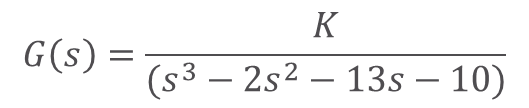 G(s) = K / (s³ − 2s² − 13s − 10)